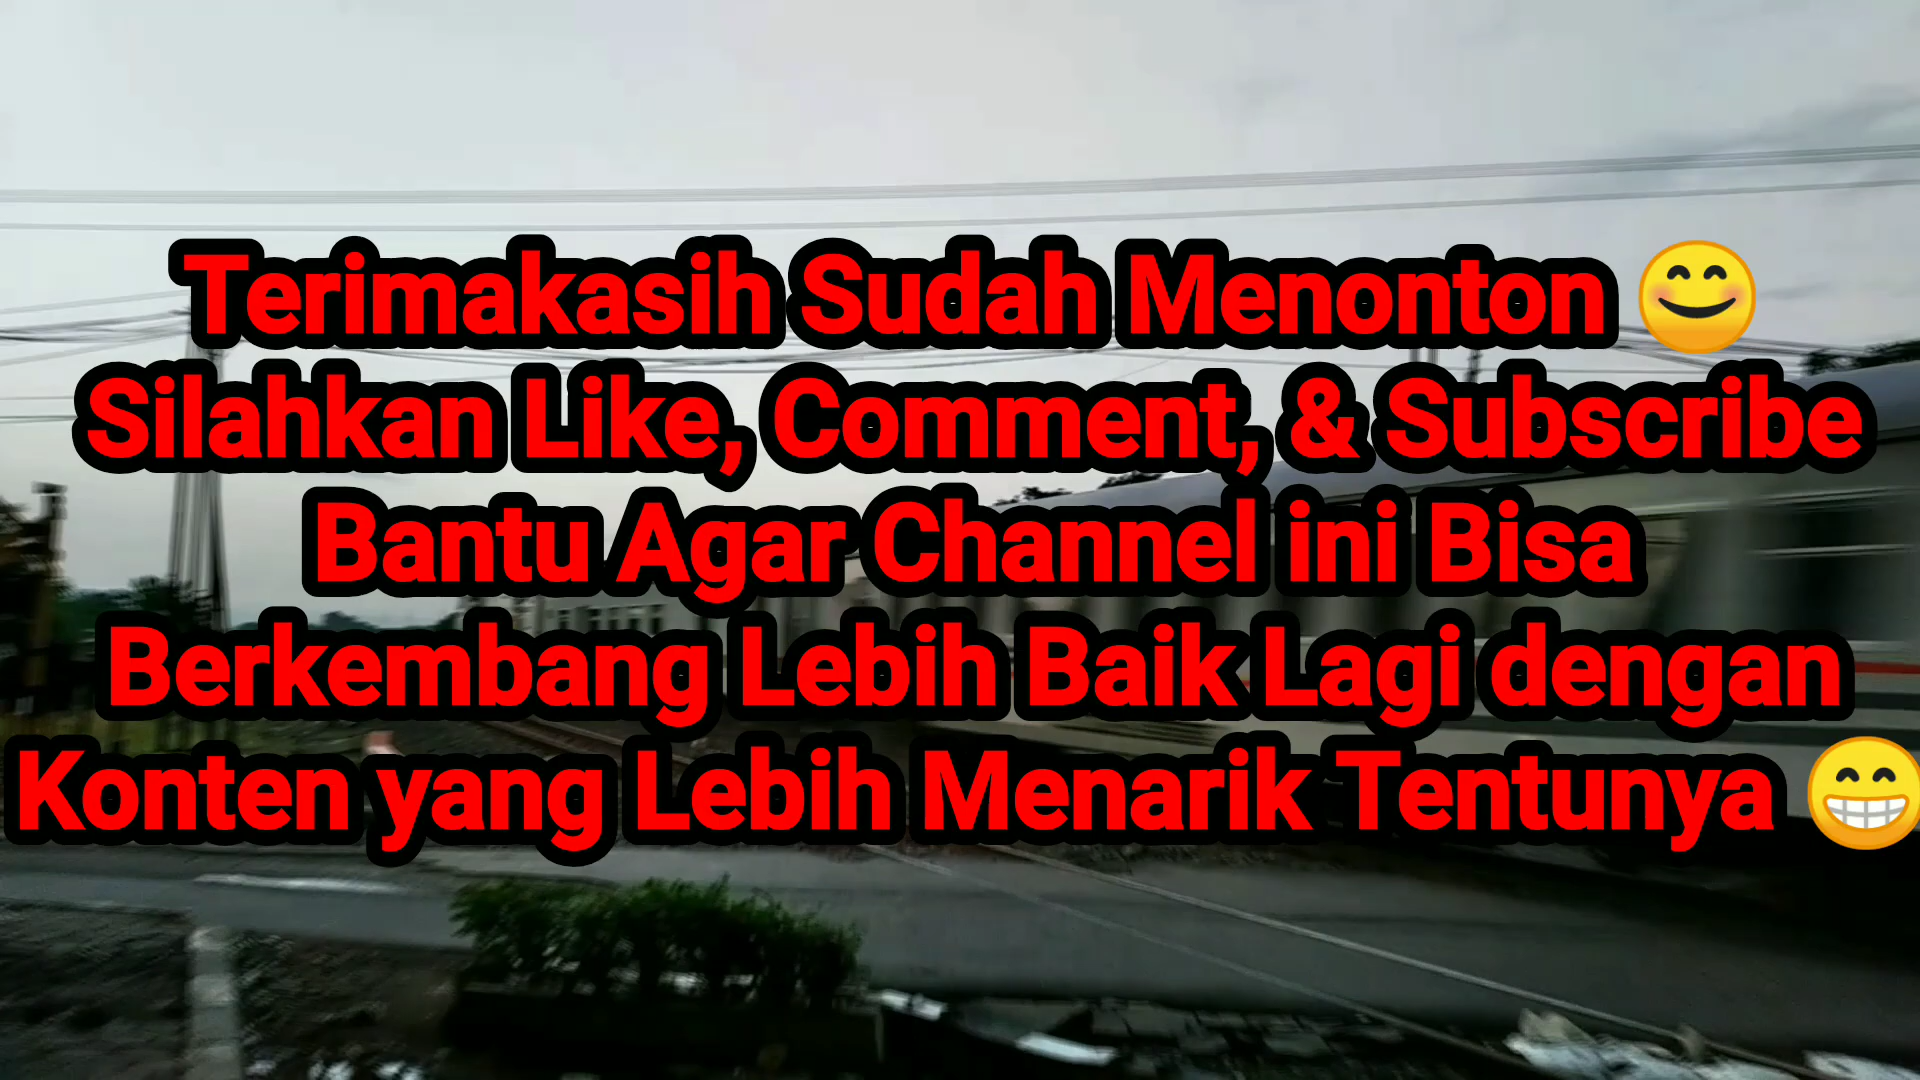 Terimakasih Sudah Menonton 😊
Silahkan Like, Comment, & Subscribe
Bantu Agar Channel ini Bisa
Berkembang Lebih Baik Lagi dengan
Konten yang Lebih Menarik Tentunya 😁